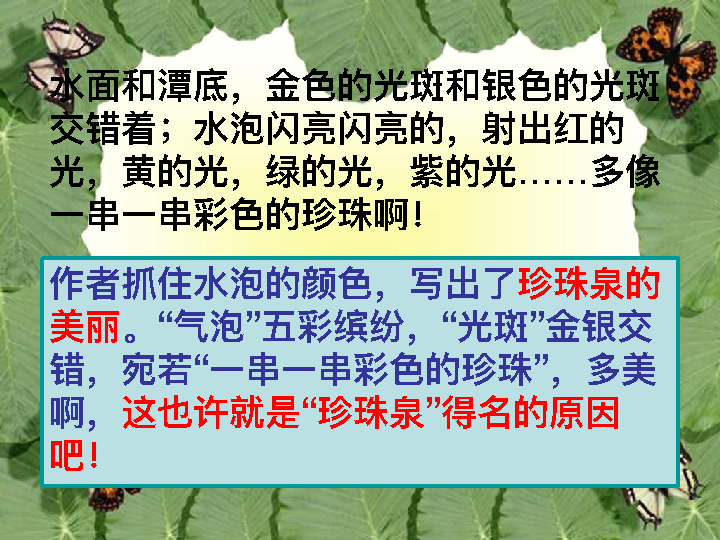 水面和潭底，金色的光斑和银色的光斑
交错着；水泡闪亮闪亮的，射出红的
光，黄的光，绿的光，紫的光……多像
一串一串彩色的珍珠啊！
作者抓住水泡的颜色，写出了珍珠泉的
美丽。“气泡”五彩缤纷，“光斑”金银交
错，宛若“一串一串彩色的珍珠”，多美
啊，这也许就是“珍珠泉”得名的原因
吧！